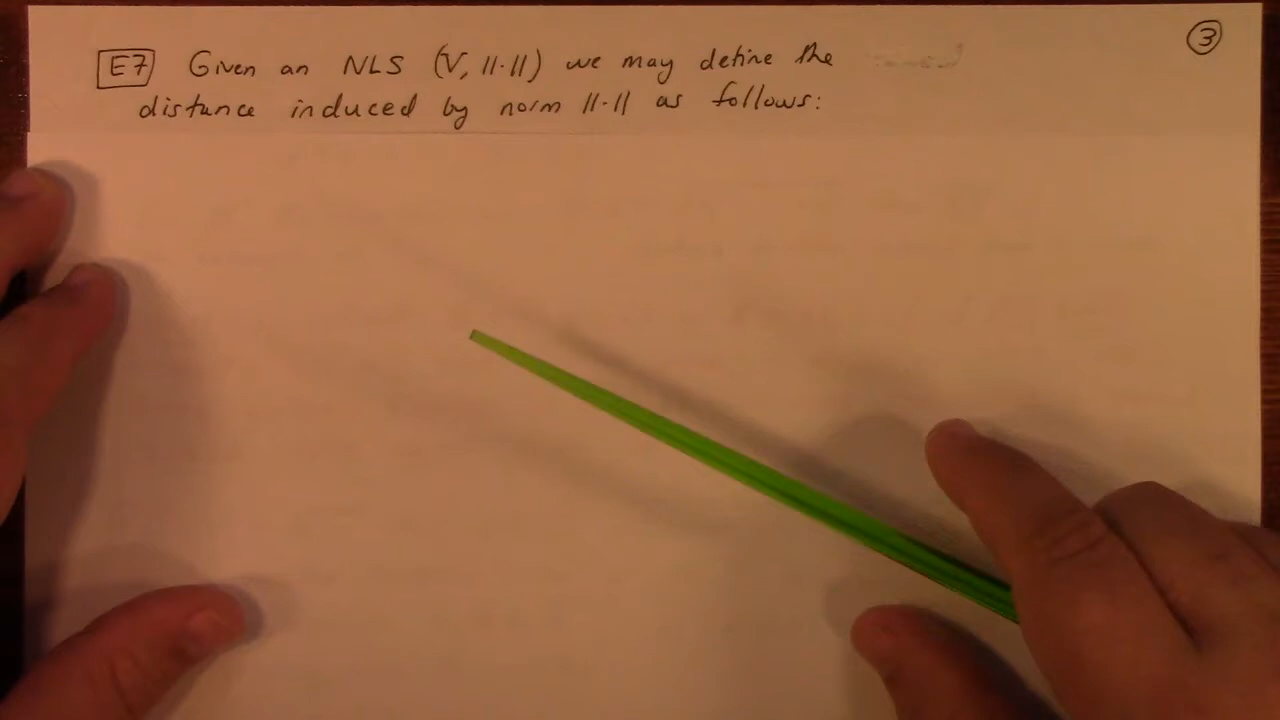 ③
E7 Given an NLS (V, ||·||) we may define the
distance induced by norm ||·|| as follows: